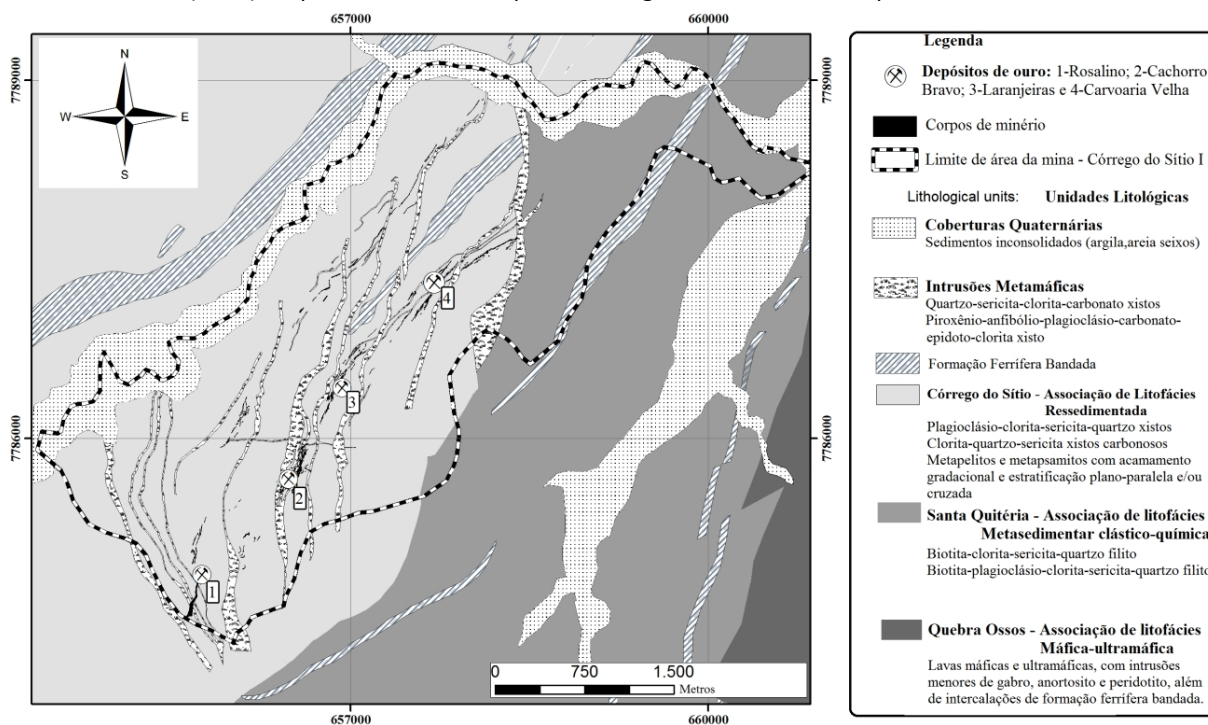 657000
660000
N
W
E
S
7789000
7789000
4
3
2
1
7786000
7786000
0 750 1.500
Metros
657000
660000
Legenda
Depósitos de ouro: 1-Rosalino; 2-Cachorro
Bravo; 3-Laranjeiras e 4-Carvoaria Velha
Corpos de minério
Limite de área da mina - Córrego do Sítio I
Lithological units: Unidades Litológicas
Coberturas Quaternárias
Sedimentos inconsolidados (argila,areia seixos)
Intrusões Metamáficas
Quartzo-sericita-clorita-carbonato xistos
Piroxênio-anfibólio-plagioclásio-carbonato-
epidoto-clorita xisto
Formação Ferrífera Bandada
Córrego do Sítio - Associação de Litofácies
Ressedimentada
Plagioclásio-clorita-sericita-quartzo xistos
Clorita-quartzo-sericita xistos carbonosos
Metapelitos e metapsamitos com acamamento
gradacional e estratificação plano-paralela e/ou
cruzada
Santa Quitéria - Associação de litofácies
Metasedimentar clástico-química
Biotita-clorita-sericita-quartzo filito
Biotita-plagioclásio-clorita-sericita-quartzo filito
Quebra Ossos - Associação de litofácies
Máfica-ultramáfica
Lavas máficas e ultramáficas, com intrusões
menores de gabro, anortosito e peridotito, além
de intercalações de formação ferrífera bandada.